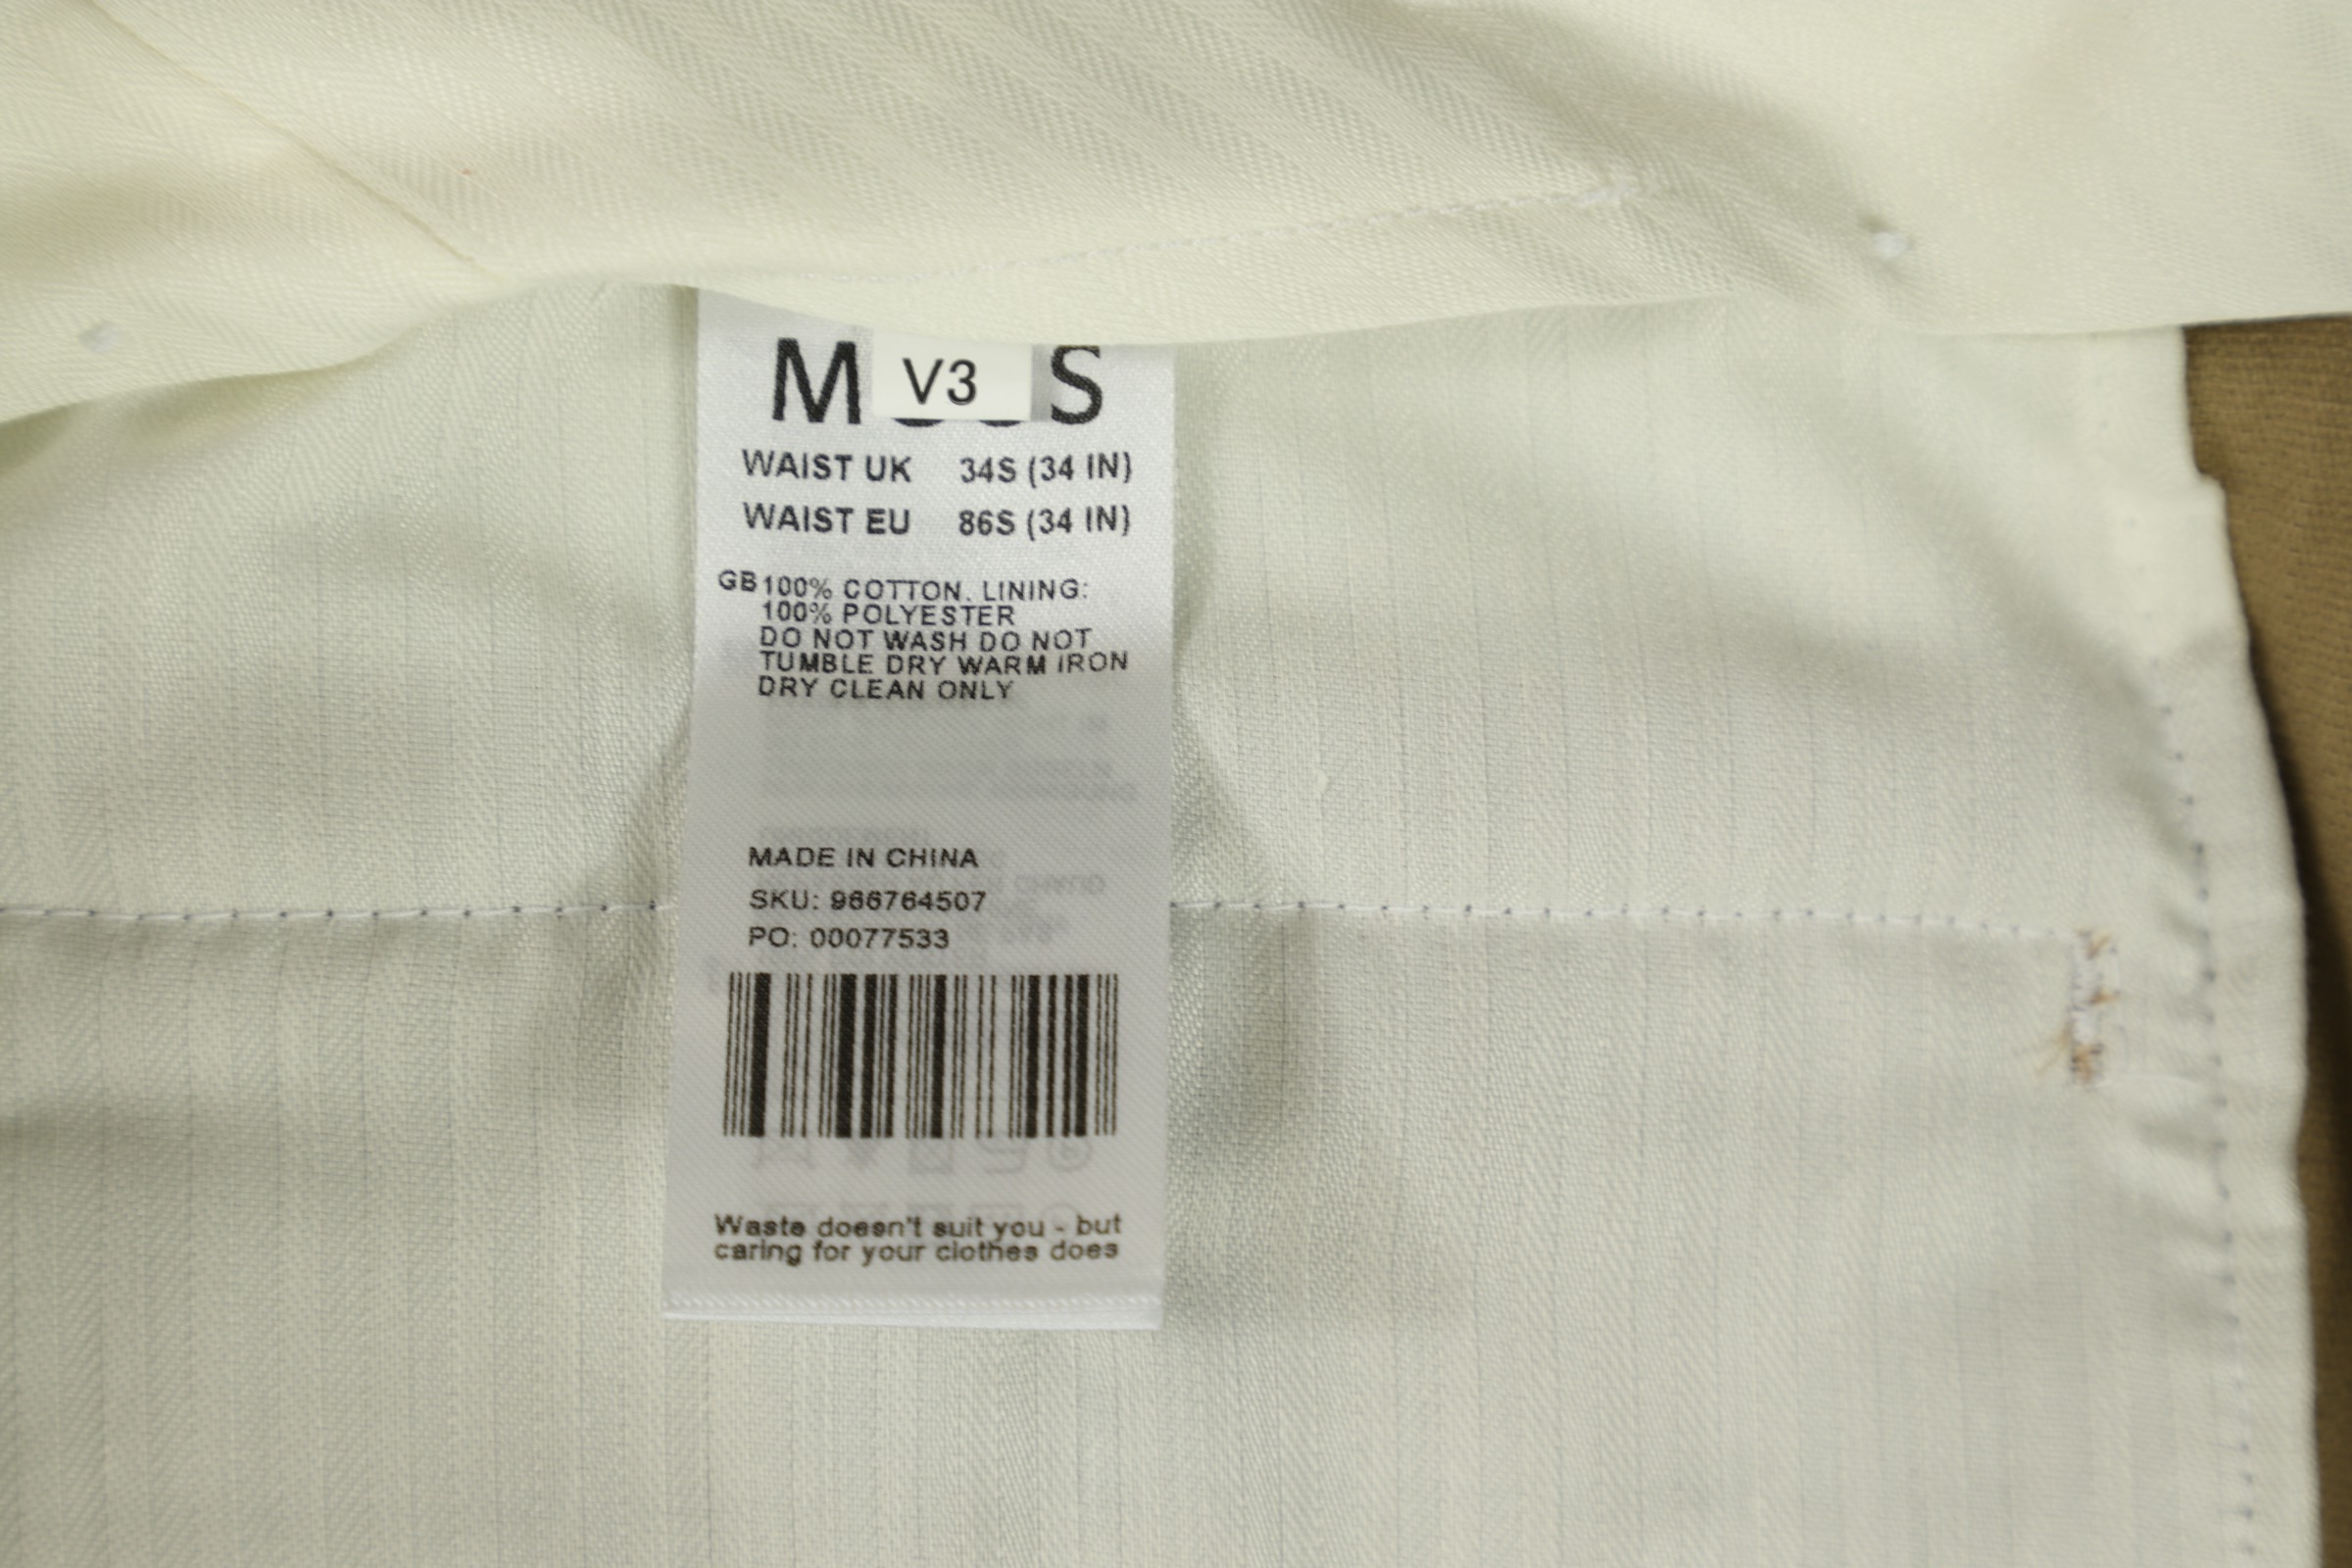 M V3 S
WAIST UK 34S (34 IN)
WAIST EU 86S (34 IN)
GB 100% COTTON. LINING:
100% POLYESTER
DO NOT WASH DO NOT
TUMBLE DRY WARM IRON
DRY CLEAN ONLY
MADE IN CHINA
SKU: 966764507
PO: 00077533
Waste doesn't suit you - but
caring for your clothes does